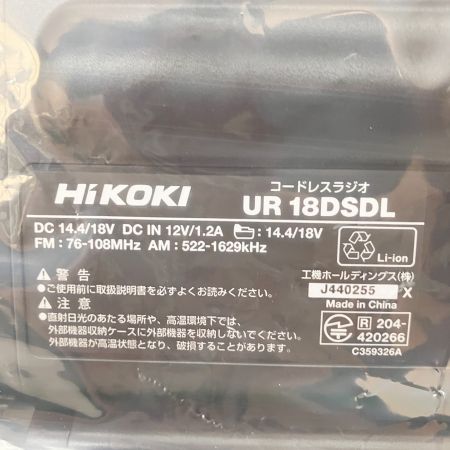 HiKOKI
コードレスラジオ
UR 18DSDL
DC 14.4/18V DC IN 12V/1.2A :14.4/18V
FM : 76-108MHz AM : 522-1629kHz
Li-ion
⚠ 警告
●ご使用前に取扱説明書を必ずよくお読みください。
⚠ 注意
●直射日光のあたる場所や、高温環境下では、
外部機器収納ケースに外部機器を収納しないでください。
外部機器が高温状態となり、破損することがあります。
工機ホールディングス(株)
J440255 X
Made in China
R 204-
420266
C359326A